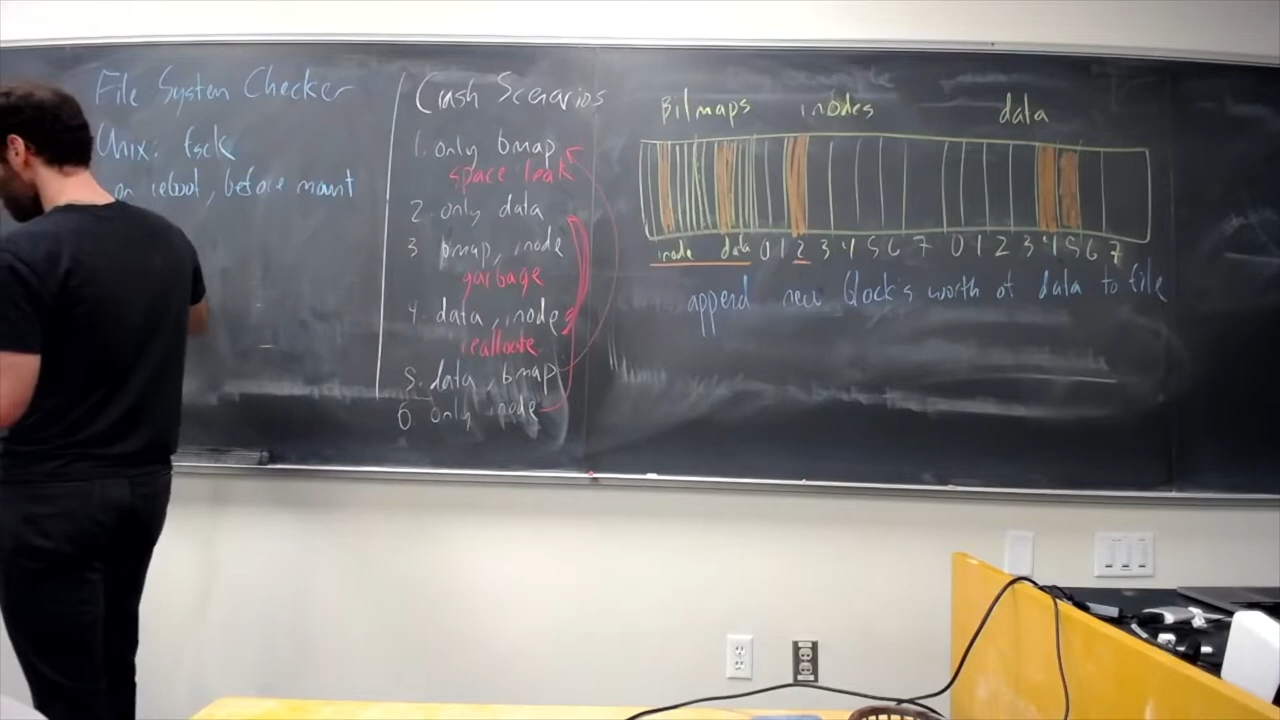 File System Checker
Unix: fsck
on reboot, before mount
Crash Scenarios
1. only bmap
space leak
2. only data
3 bmap, inode
garbage
4. data, inode
reallocate
5. data, bmap
6 only inode
Bitmaps inodes data
inode data 0 1 2 3 4 5 6 7 0 1 2 3 4 5 6 7
append new block's worth of data to file